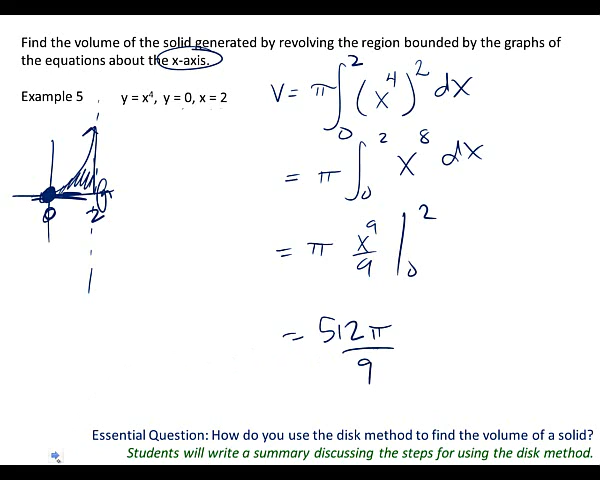 Find the volume of the solid generated by revolving the region bounded by the graphs of
the equations about the x-axis.
Example 5 y = x⁴, y = 0, x = 2
0 2
V = π∫₀² (x⁴)² dx
= π ∫₀² x⁸ dx
= π x⁹/9 |₀²
= 512π/9
Essential Question: How do you use the disk method to find the volume of a solid?
Students will write a summary discussing the steps for using the disk method.